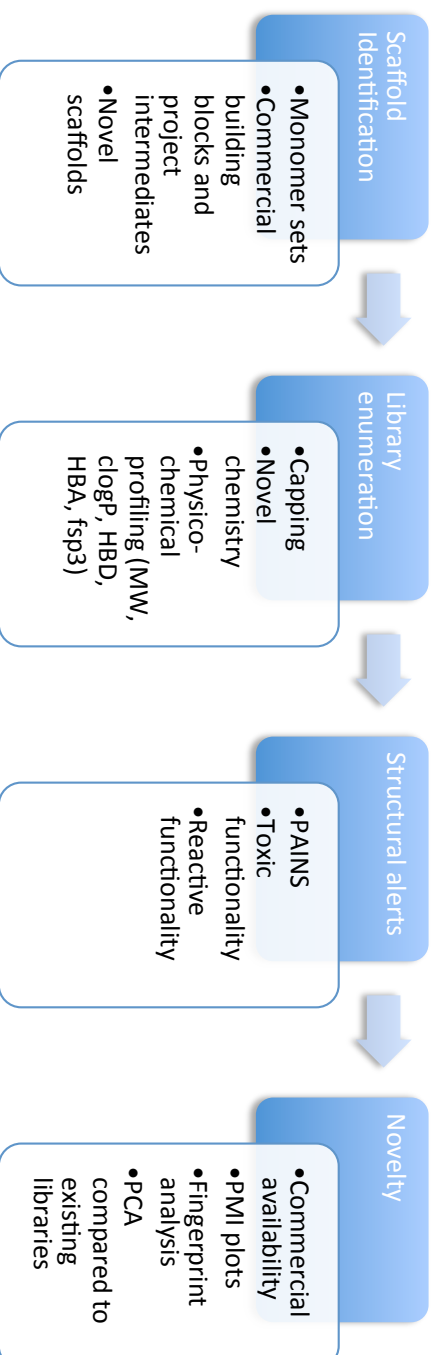 Scaffold
Identification
•Monomer sets
•Commercial
building
blocks and
project
intermediates
•Novel
scaffolds
Library
enumeration
•Capping
•Novel
chemistry
•Physico-
chemical
profiling (MW,
clogP, HBD,
HBA, fsp3)
Structural alerts
•PAINS
•Toxic
functionality
•Reactive
functionality
Novelty
•Commercial
availability
•PMI plots
•Fingerprint
analysis
•PCA
compared to
existing
libraries